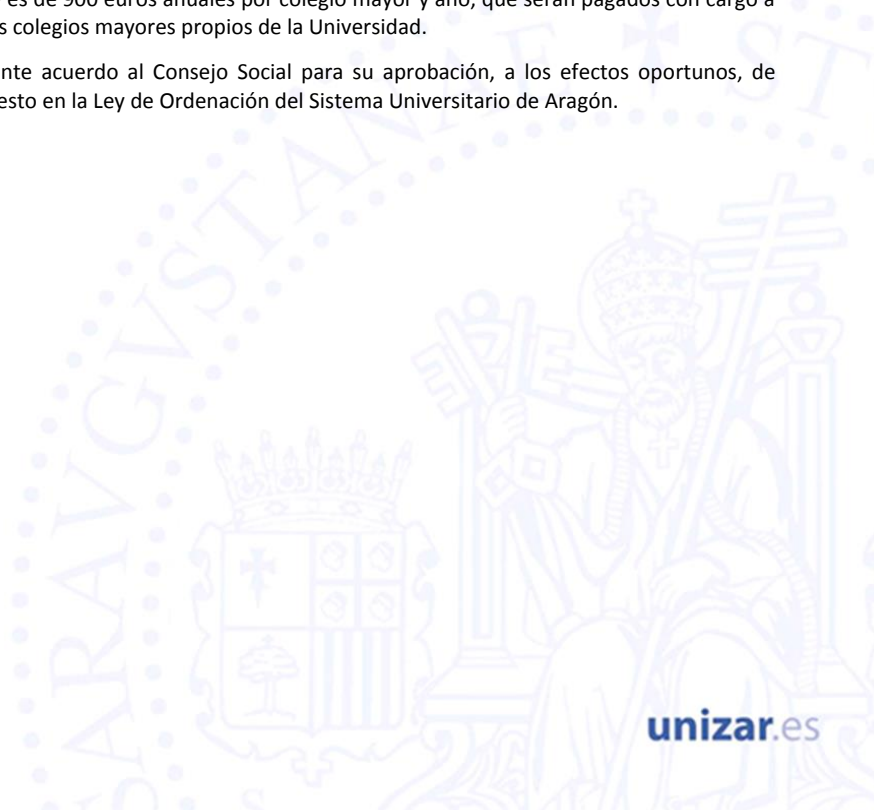 es de 900 euros anuales por colegio mayor y año, que serán pagados con cargo a
s colegios mayores propios de la Universidad.
nte acuerdo al Consejo Social para su aprobación, a los efectos oportunos, de
esto en la Ley de Ordenación del Sistema Universitario de Aragón.
ARAVGVSTANAE ST
unizar.es